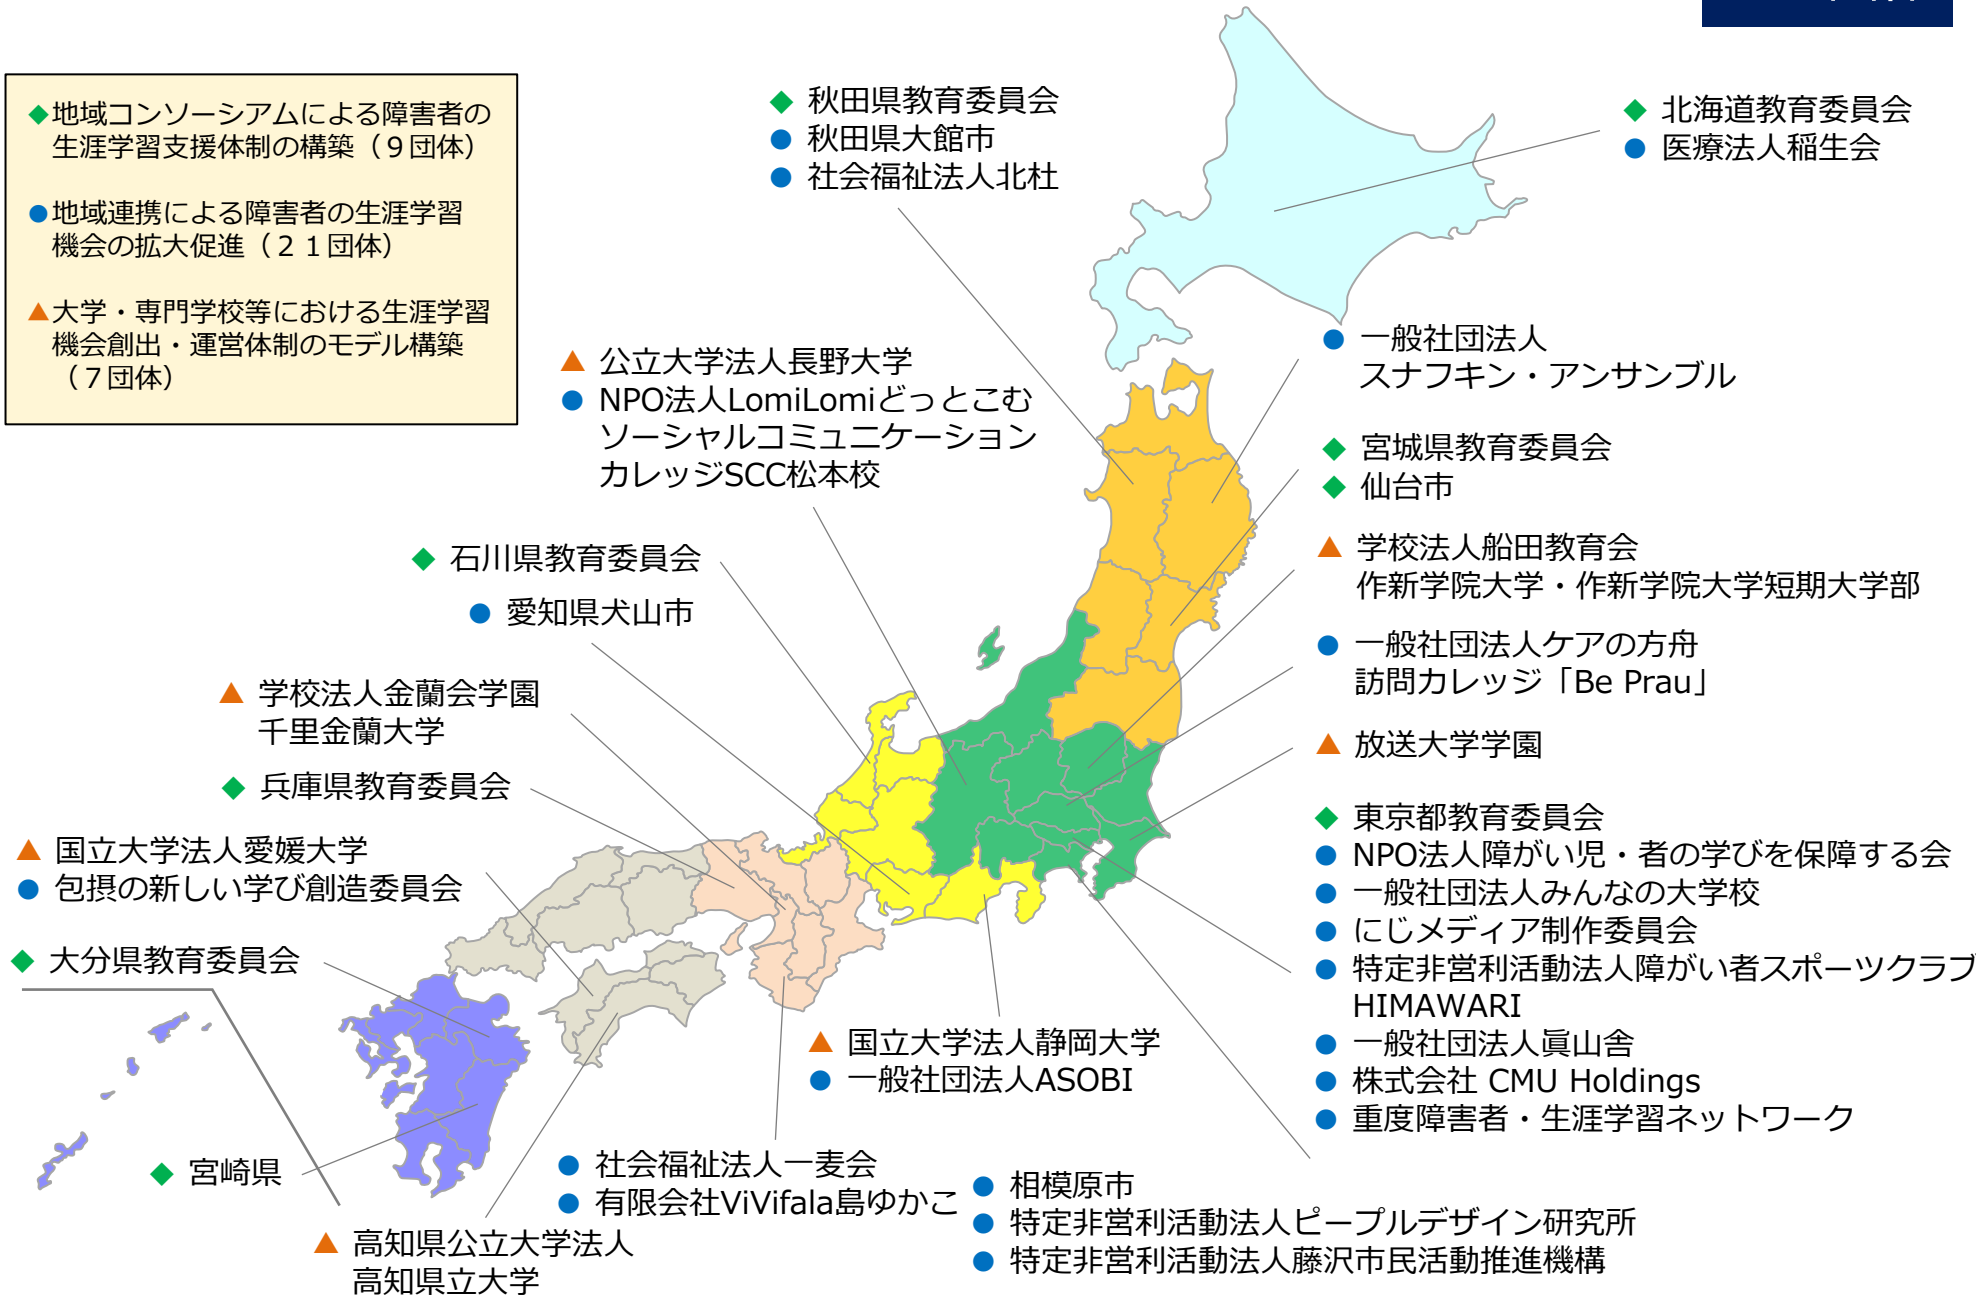 ◆地域コンソーシアムによる障害者の
生涯学習支援体制の構築（９団体）
●地域連携による障害者の生涯学習
機会の拡大促進（２１団体）
▲大学・専門学校等における生涯学習
機会創出・運営体制のモデル構築
（７団体）
◆ 秋田県教育委員会
● 秋田県大館市
● 社会福祉法人北杜
◆ 北海道教育委員会
● 医療法人稲生会
▲ 公立大学法人長野大学
● NPO法人LomiLomiどっとこむ
ソーシャルコミュニケーション
カレッジSCC松本校
● 一般社団法人
スナフキン・アンサンブル
◆ 宮城県教育委員会
◆ 仙台市
◆ 石川県教育委員会
● 愛知県犬山市
▲ 学校法人船田教育会
作新学院大学・作新学院大学短期大学部
● 一般社団法人ケアの方舟
訪問カレッジ「Be Prau」
▲ 学校法人金蘭会学園
千里金蘭大学
◆ 兵庫県教育委員会
▲ 放送大学学園
▲ 国立大学法人愛媛大学
● 包摂の新しい学び創造委員会
◆ 大分県教育委員会
◆ 東京都教育委員会
● NPO法人障がい児・者の学びを保障する会
● 一般社団法人みんなの大学校
● にじメディア制作委員会
● 特定非営利活動法人障がい者スポーツクラブ
HIMAWARI
● 一般社団法人眞山舎
● 株式会社 CMU Holdings
● 重度障害者・生涯学習ネットワーク
▲ 国立大学法人静岡大学
● 一般社団法人ASOBI
◆ 宮崎県
● 社会福祉法人一麦会
● 有限会社ViVifala島ゆかこ
● 相模原市
● 特定非営利活動法人ピープルデザイン研究所
● 特定非営利活動法人藤沢市民活動推進機構
▲ 高知県公立大学法人
高知県立大学